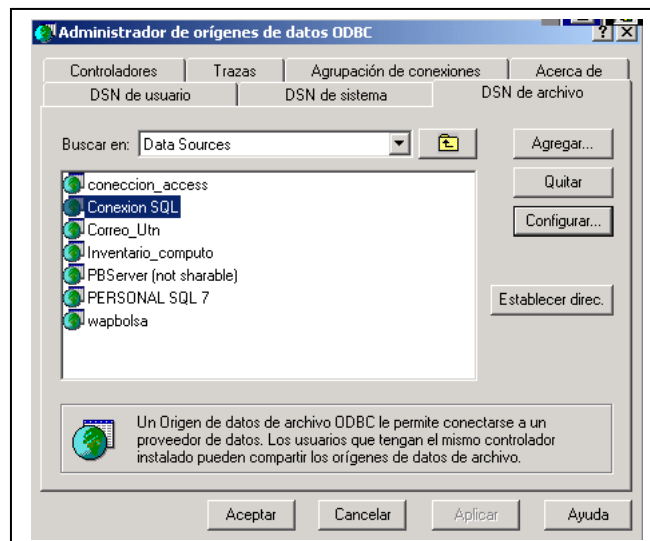 Administrador de orígenes de datos ODBC
Controladores Trazas Agrupación de conexiones Acerca de
DSN de usuario DSN de sistema DSN de archivo
Buscar en: Data Sources
Agregar...
coneccion_access
Quitar
Conexion SQL
Configurar...
Correo_Utn
Inventario_computo
PBServer (not sharable)
PERSONAL SQL 7
Establecer direc.
wapbolsa
Un Origen de datos de archivo ODBC le permite conectarse a un
proveedor de datos. Los usuarios que tengan el mismo controlador
instalado pueden compartir los orígenes de datos de archivo.
Aceptar Cancelar Aplicar Ayuda